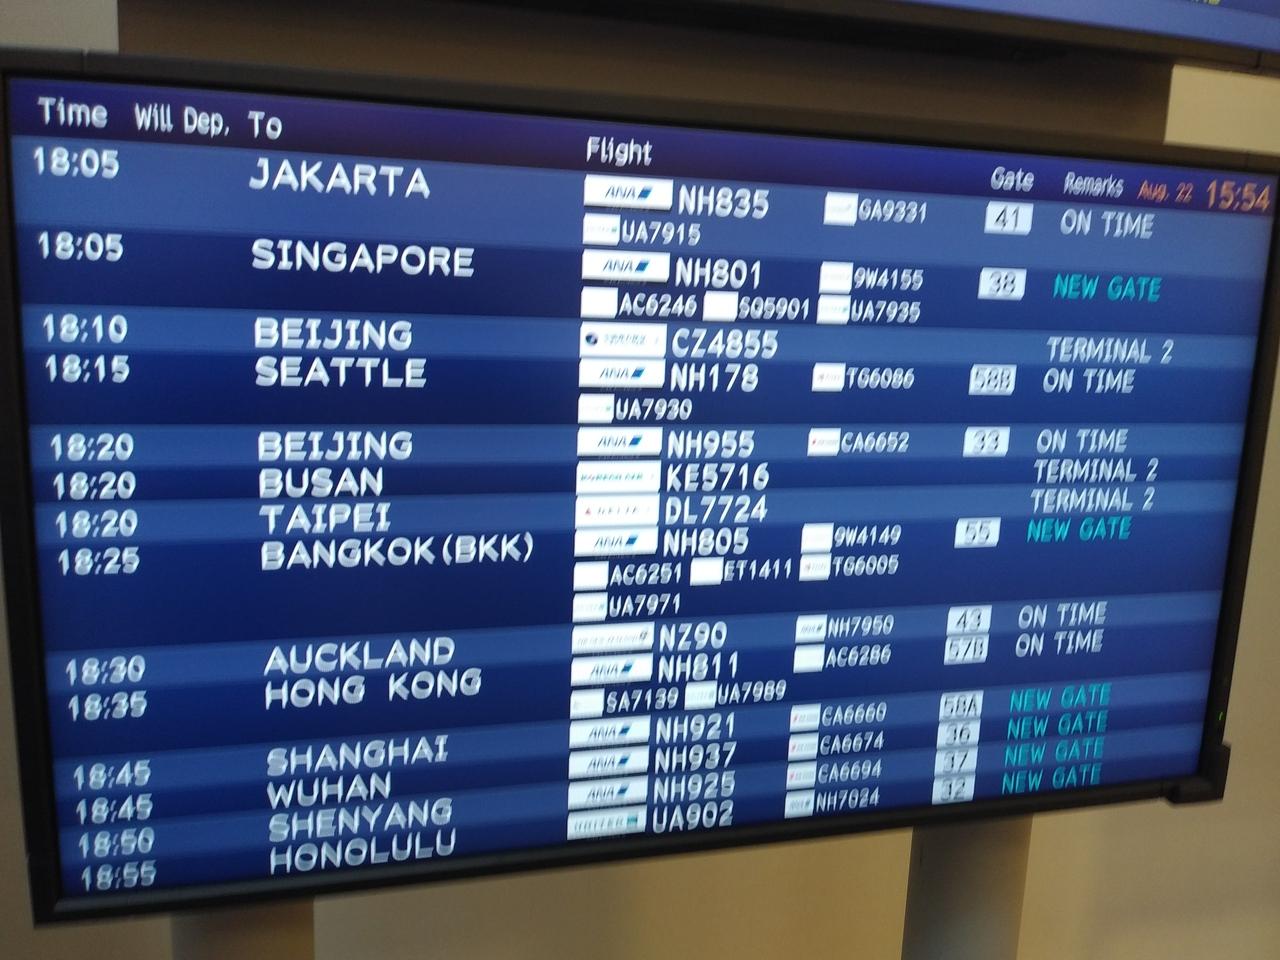 Time Will Dep. To Flight Gate Remarks Aug. 22 15:54
18:05 JAKARTA ANA NH835 GA9331 41 ON TIME
UA7915
18:05 SINGAPORE ANA NH801 9W4155 38 NEW GATE
AC6246 SQ5901 UA7935
18:10 BEIJING CZ4855 TERMINAL 2
18:15 SEATTLE ANA NH178 TG6086 58B ON TIME
UA7930
18:20 BEIJING ANA NH955 CA6652 33 ON TIME
18:20 BUSAN KOREAN AIR KE5716 TERMINAL 2
18:20 TAIPEI DELTA DL7724 TERMINAL 2
18:25 BANGKOK(BKK) ANA NH805 9W4149 55 NEW GATE
AC6251 ET1411 TG6005
UA7971
18:30 AUCKLAND NZ90 NH7950 43 ON TIME
18:35 HONG KONG ANA NH811 AC6286 57B ON TIME
SA7139 UA7989
18:45 SHANGHAI ANA NH921 CA6660 58A NEW GATE
18:45 WUHAN ANA NH937 CA6674 36 NEW GATE
18:50 SHENYANG ANA NH925 CA6694 37 NEW GATE
18:55 HONOLULU UNITED UA902 NH7024 32 NEW GATE